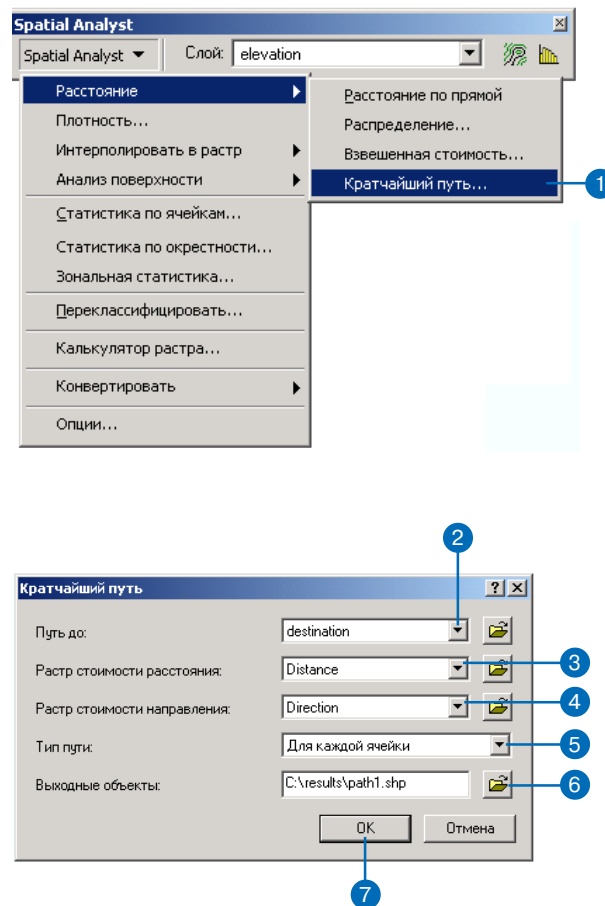 Spatial Analyst
Spatial Analyst Слой: elevation
Расстояние
Плотность...
Интерполировать в растр
Анализ поверхности
Статистика по ячейкам...
Статистика по окрестности...
Зональная статистика...
Переклассифицировать...
Калькулятор растра...
Конвертировать
Опции...
Расстояние по прямой
Распределение...
Взвешенная стоимость...
Кратчайший путь...
1
2
Кратчайший путь
Путь до: destination
Растр стоимости расстояния: Distance
3
Растр стоимости направления: Direction
4
Тип пути: Для каждой ячейки
5
Выходные объекты: C:\results\path1.shp
6
OK Отмена
7